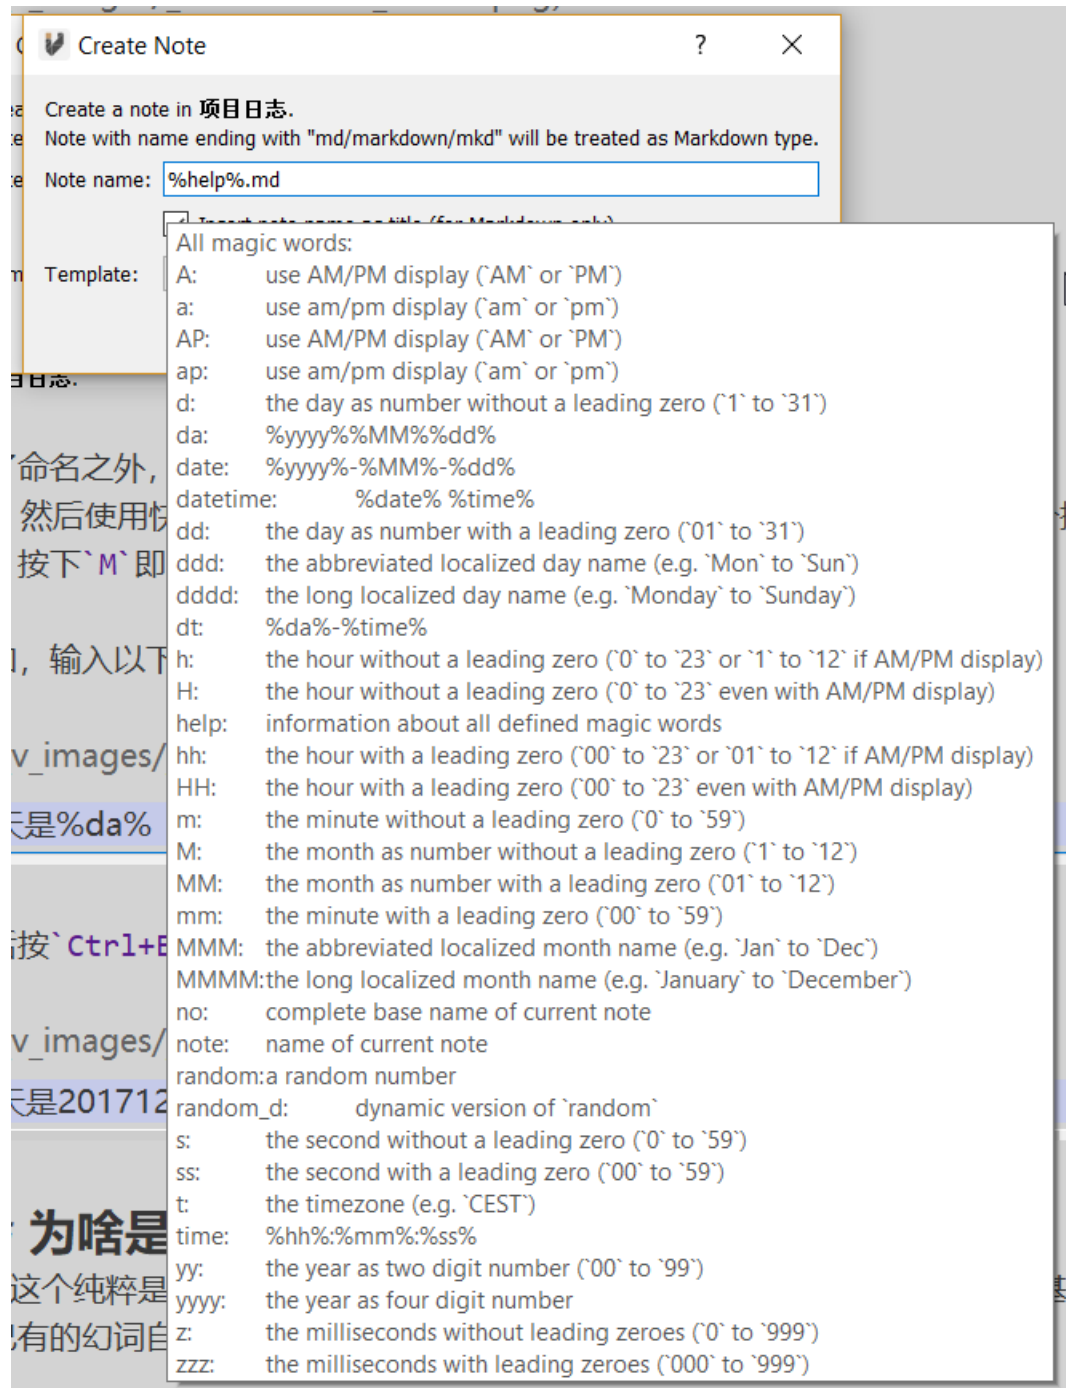 Create Note
Create a note in 项目日志.
Note with name ending with "md/markdown/mkd" will be treated as Markdown type.
Note name: %help%.md
Template:
All magic words:
A: use AM/PM display (`AM` or `PM`)
a: use am/pm display (`am` or `pm`)
AP: use AM/PM display (`AM` or `PM`)
ap: use am/pm display (`am` or `pm`)
d: the day as number without a leading zero (`1` to `31`)
da: %yyyy%%MM%%dd%
date: %yyyy%-%MM%-%dd%
datetime: %date% %time%
dd: the day as number with a leading zero (`01` to `31`)
ddd: the abbreviated localized day name (e.g. `Mon` to `Sun`)
dddd: the long localized day name (e.g. `Monday` to `Sunday`)
dt: %da%-%time%
h: the hour without a leading zero (`0` to `23` or `1` to `12` if AM/PM display)
H: the hour without a leading zero (`0` to `23` even with AM/PM display)
help: information about all defined magic words
hh: the hour with a leading zero (`00` to `23` or `01` to `12` if AM/PM display)
HH: the hour with a leading zero (`00` to `23` even with AM/PM display)
m: the minute without a leading zero (`0` to `59`)
M: the month as number without a leading zero (`1` to `12`)
MM: the month as number with a leading zero (`01` to `12`)
mm: the minute with a leading zero (`00` to `59`)
MMM: the abbreviated localized month name (e.g. `Jan` to `Dec`)
MMMM: the long localized month name (e.g. `January` to `December`)
no: complete base name of current note
note: name of current note
random: a random number
random_d: dynamic version of `random`
s: the second without a leading zero (`0` to `59`)
ss: the second with a leading zero (`00` to `59`)
t: the timezone (e.g. `CEST`)
time: %hh%:%mm%:%ss%
yy: the year as two digit number (`00` to `99`)
yyyy: the year as four digit number
z: the milliseconds without leading zeroes (`0` to `999`)
zzz: the milliseconds with leading zeroes (`000` to `999`)
日志.
命名之外，
然后使用快
按下`M`即
，输入以下
v_images/
是%da%
按`Ctrl+E
v_images/
是201712
为啥是
这个纯粹是
有的幻词自